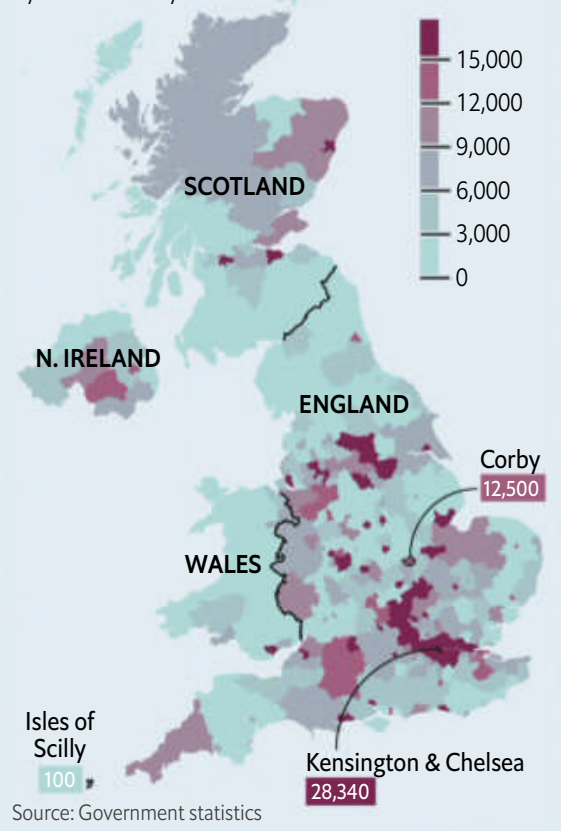 15,000
12,000
9,000
6,000
3,000
0
SCOTLAND
N. IRELAND
ENGLAND
Corby
12,500
WALES
Isles of
Scilly
100
Kensington & Chelsea
28,340
Source: Government statistics